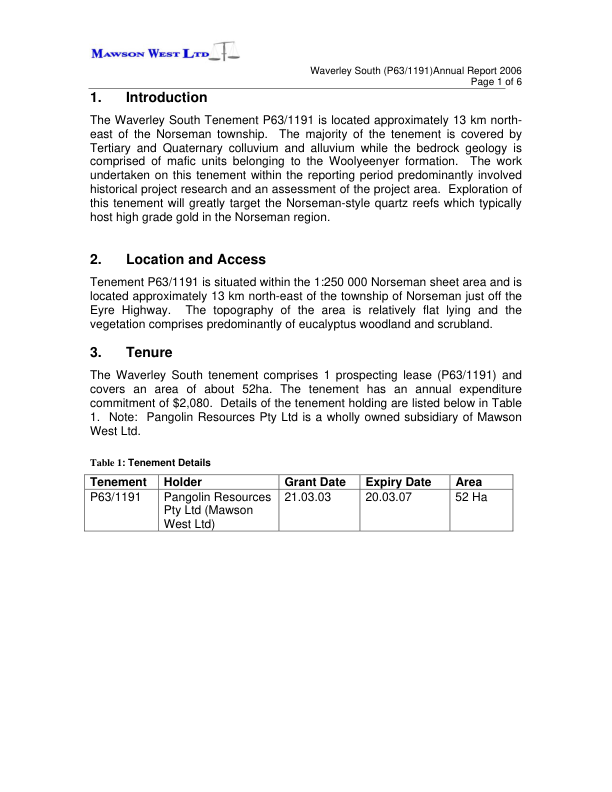 MAWSON WEST LTD
Waverley South (P63/1191)Annual Report 2006
Page 1 of 6
1. Introduction
The Waverley South Tenement P63/1191 is located approximately 13 km north-
east of the Norseman township. The majority of the tenement is covered by
Tertiary and Quaternary colluvium and alluvium while the bedrock geology is
comprised of mafic units belonging to the Woolyeenyer formation. The work
undertaken on this tenement within the reporting period predominantly involved
historical project research and an assessment of the project area. Exploration of
this tenement will greatly target the Norseman-style quartz reefs which typically
host high grade gold in the Norseman region.
2. Location and Access
Tenement P63/1191 is situated within the 1:250 000 Norseman sheet area and is
located approximately 13 km north-east of the township of Norseman just off the
Eyre Highway. The topography of the area is relatively flat lying and the
vegetation comprises predominantly of eucalyptus woodland and scrubland.
3. Tenure
The Waverley South tenement comprises 1 prospecting lease (P63/1191) and
covers an area of about 52ha. The tenement has an annual expenditure
commitment of $2,080. Details of the tenement holding are listed below in Table
1. Note: Pangolin Resources Pty Ltd is a wholly owned subsidiary of Mawson
West Ltd.
Table 1: Tenement Details
Tenement Holder Grant Date Expiry Date Area
P63/1191 Pangolin Resources 21.03.03 20.03.07 52 Ha
Pty Ltd (Mawson
West Ltd)